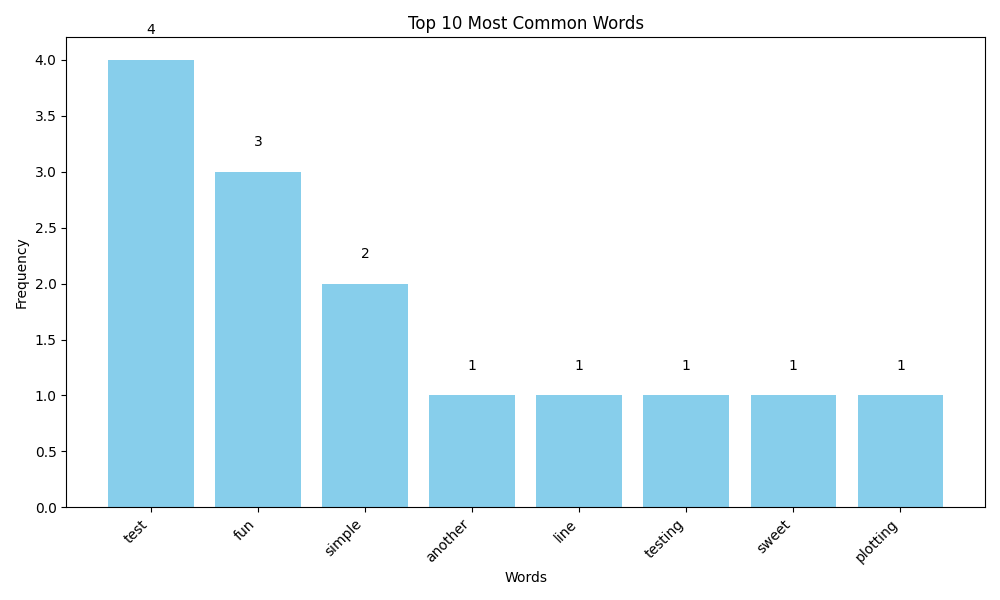 Top 10 Most Common Words
4
3
2
1 1 1 1 1
4.0
3.5
3.0
2.5
2.0
1.5
1.0
0.5
0.0
Frequency
test fun simple another line testing sweet plotting
Words